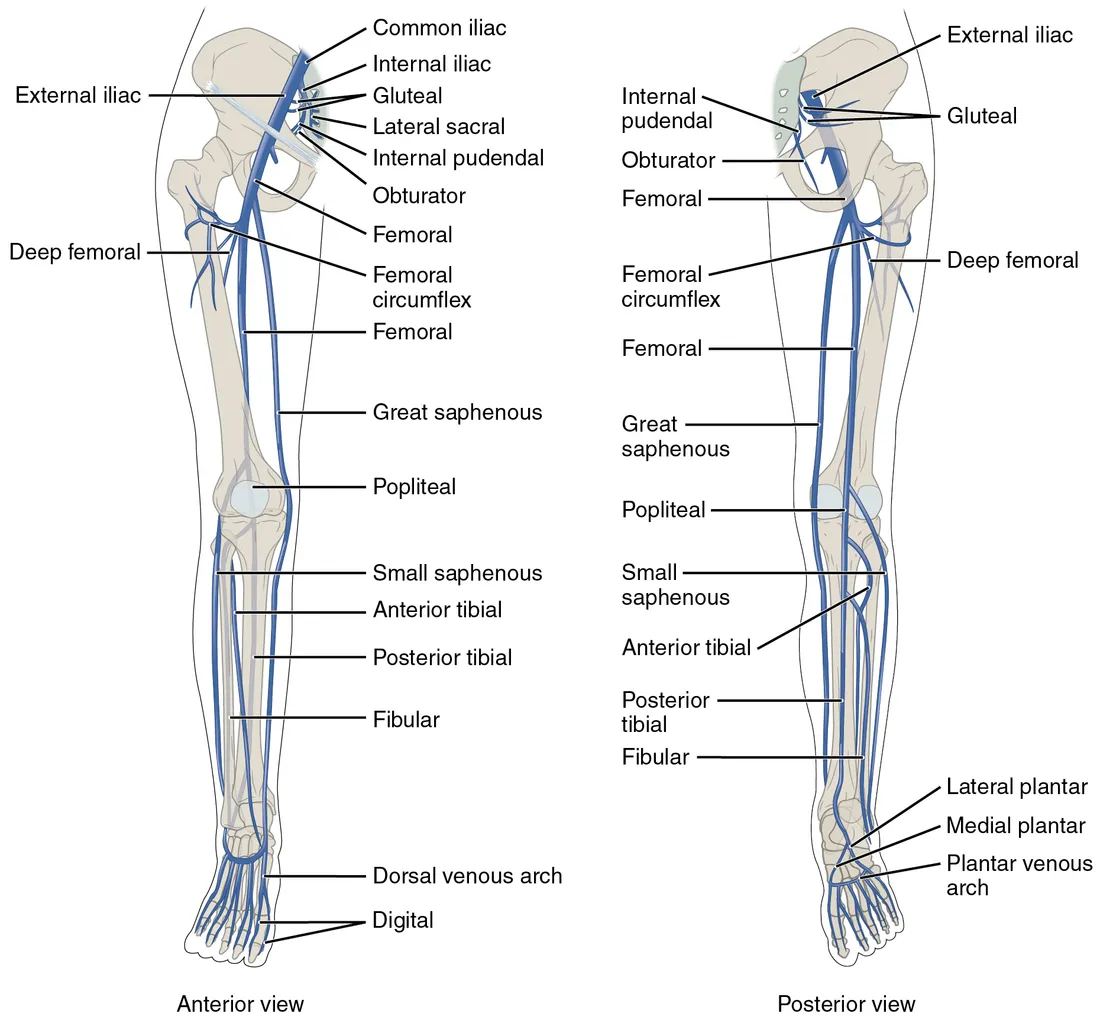 Common iliac
Internal iliac
External iliac
Gluteal
Lateral sacral
Internal pudendal
Obturator
Femoral
Deep femoral
Femoral
circumflex
Femoral
Great saphenous
Popliteal
Small saphenous
Anterior tibial
Posterior tibial
Fibular
Dorsal venous arch
Digital
Anterior view
External iliac
Internal
pudendal
Gluteal
Obturator
Femoral
Femoral
circumflex
Deep femoral
Femoral
Great
saphenous
Popliteal
Small
saphenous
Anterior tibial
Posterior
tibial
Fibular
Lateral plantar
Medial plantar
Plantar venous
arch
Posterior view